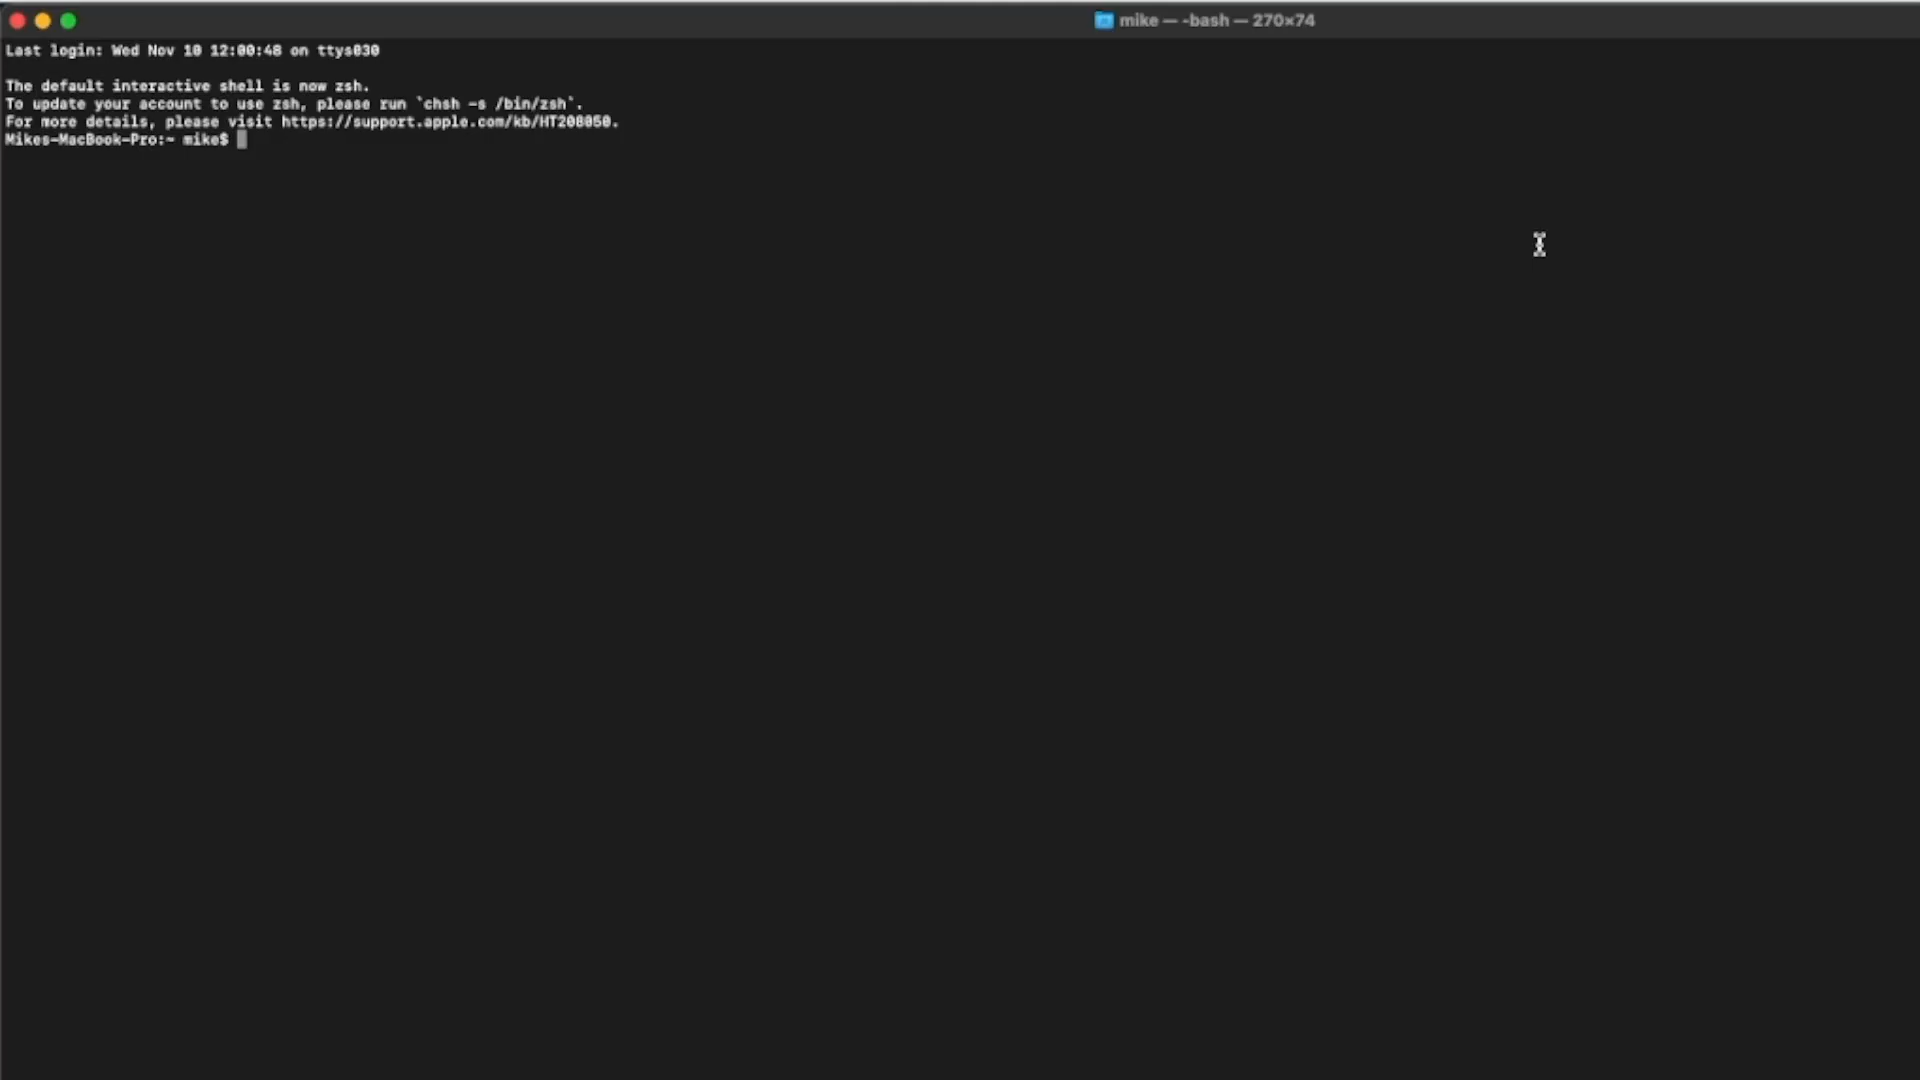 mike — -bash — 270×74
Last login: Wed Nov 10 12:00:48 on ttys030
The default interactive shell is now zsh.
To update your account to use zsh, please run `chsh -s /bin/zsh`.
For more details, please visit https://support.apple.com/kb/HT208050.
Mikes-MacBook-Pro:~ mike$